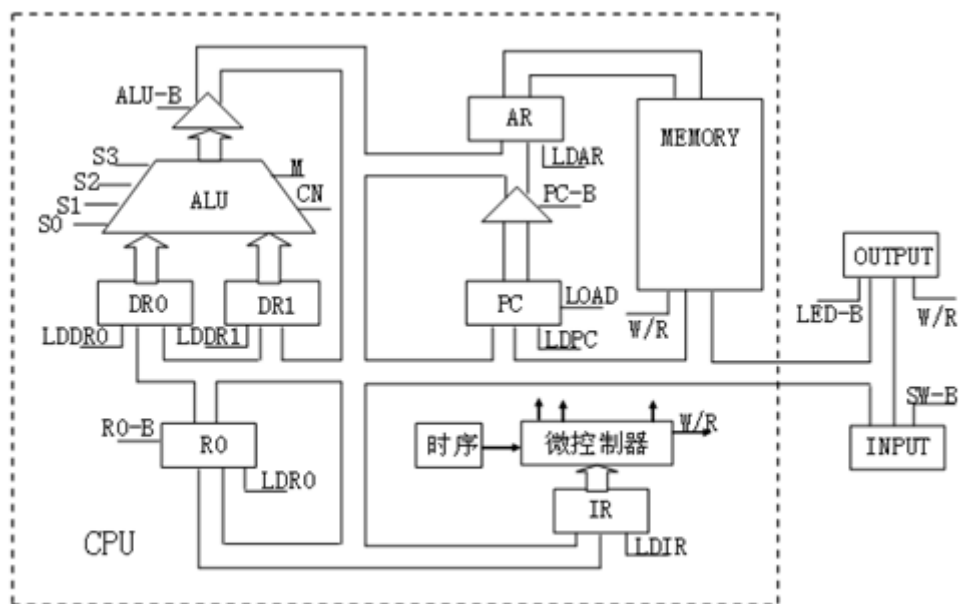 ALU-B
AR
MEMORY
LDAR
S3
S2
S1
S0
M
CN
ALU
PC-B
OUTPUT
DR0
DR1
PC
LOAD
LDDR0
LDDR1
LDPC
W/R
LED-B
W/R
SW-B
R0-B
R0
LDR0
时序
微控制器
W/R
INPUT
IR
LDIR
CPU